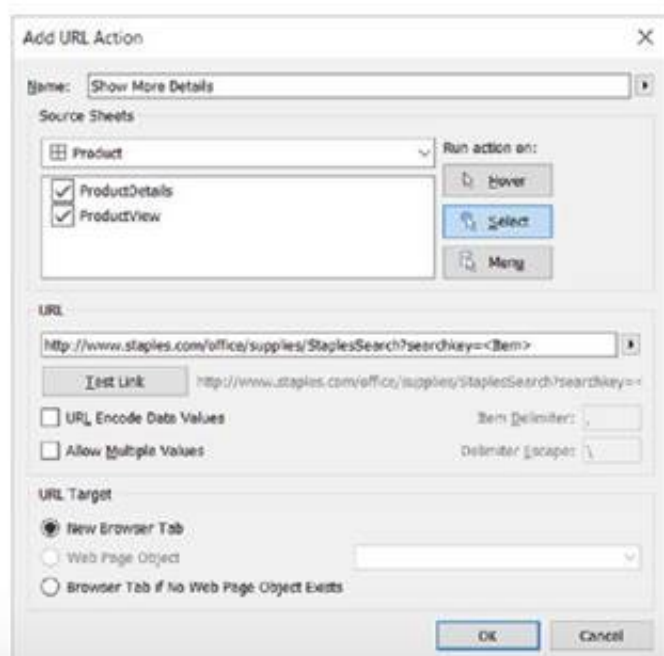 Add URL Action
Name: Show More Details
Source Sheets
Product
Run action on:
ProductDetails
ProductView
Hover
Select
Menu
URL
http://www.staples.com/office/supplies/StaplesSearch?searchkey=<Item>
Test Link http://www.staples.com/office/supplies/StaplesSearch?searchkey=<
URL Encode Data Values Item Delimiter: ,
Allow Multiple Values Delimiter Escape: \
URL Target
New Browser Tab
Web Page Object
Browser Tab if No Web Page Object Exists
OK Cancel